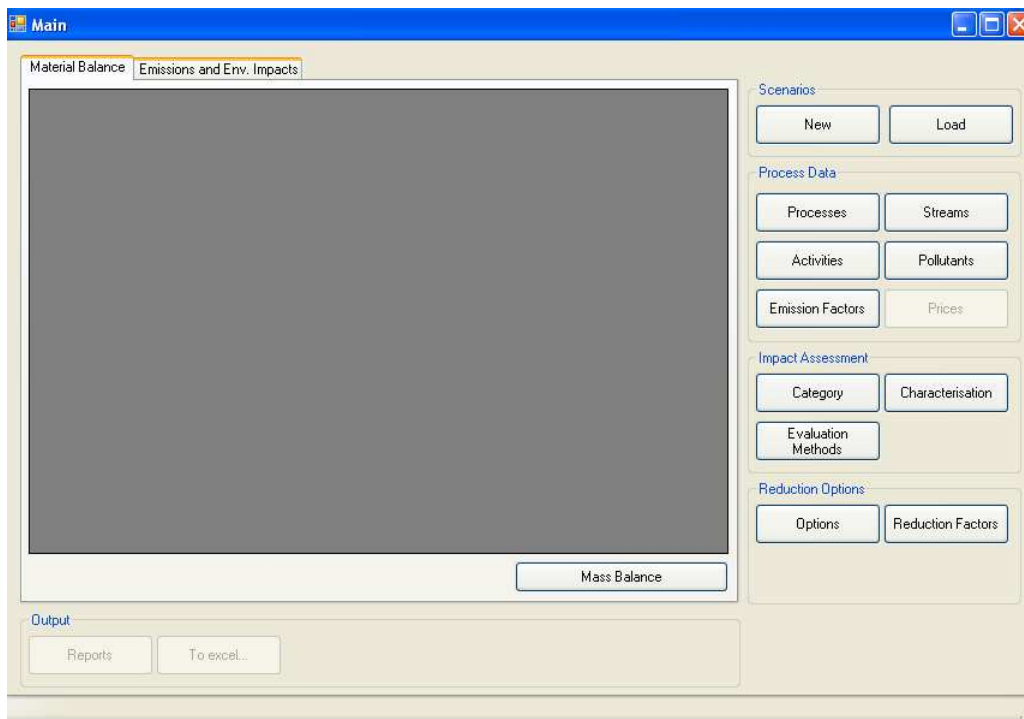 Main
Material Balance
Emissions and Env. Impacts
Scenarios
New
Load
Process Data
Processes
Streams
Activities
Pollutants
Emission Factors
Prices
Impact Assessment
Category
Characterisation
Evaluation
Methods
Reduction Options
Options
Reduction Factors
Mass Balance
Output
Reports
To excel...